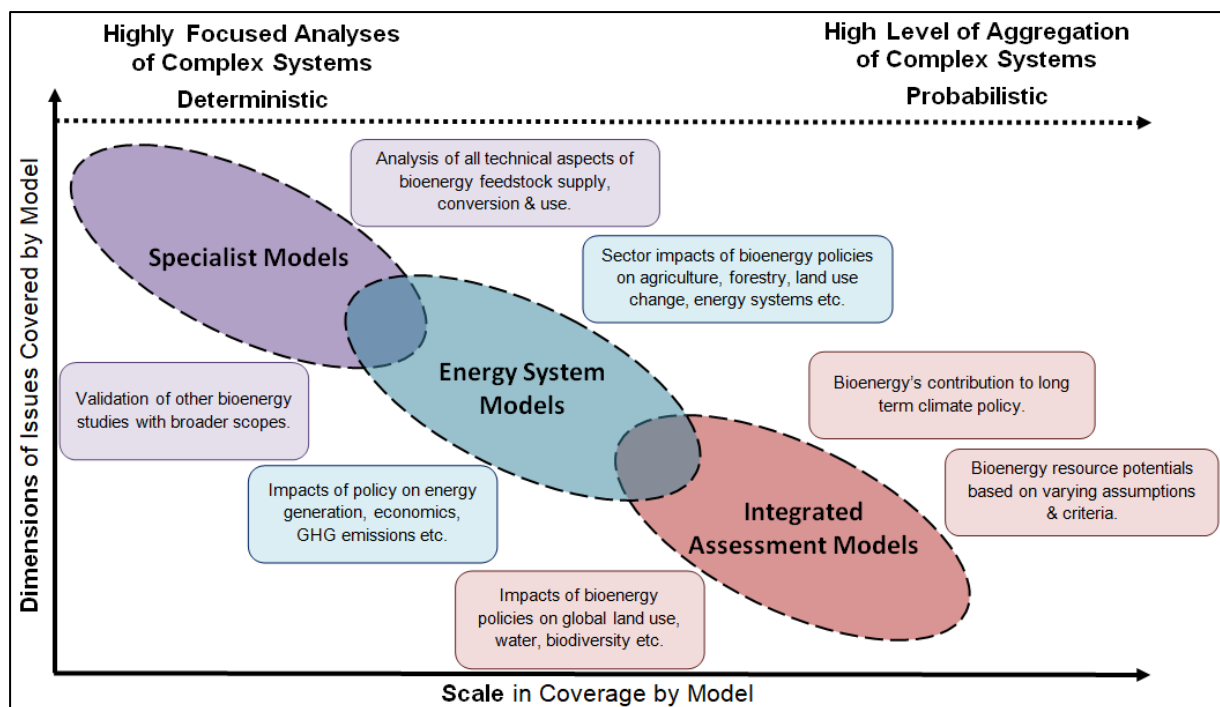 Highly Focused Analyses
of Complex Systems
Deterministic
High Level of Aggregation
of Complex Systems
Probabilistic
Dimensions of Issues Covered by Model
Analysis of all technical aspects of
bioenergy feedstock supply,
conversion & use.
Specialist Models
Sector impacts of bioenergy policies
on agriculture, forestry, land use
change, energy systems etc.
Validation of other bioenergy
studies with broader scopes.
Energy System
Models
Bioenergy’s contribution to long
term climate policy.
Impacts of policy on energy
generation, economics,
GHG emissions etc.
Bioenergy resource potentials
based on varying assumptions
& criteria.
Integrated
Assessment Models
Impacts of bioenergy
policies on global land use,
water, biodiversity etc.
Scale in Coverage by Model